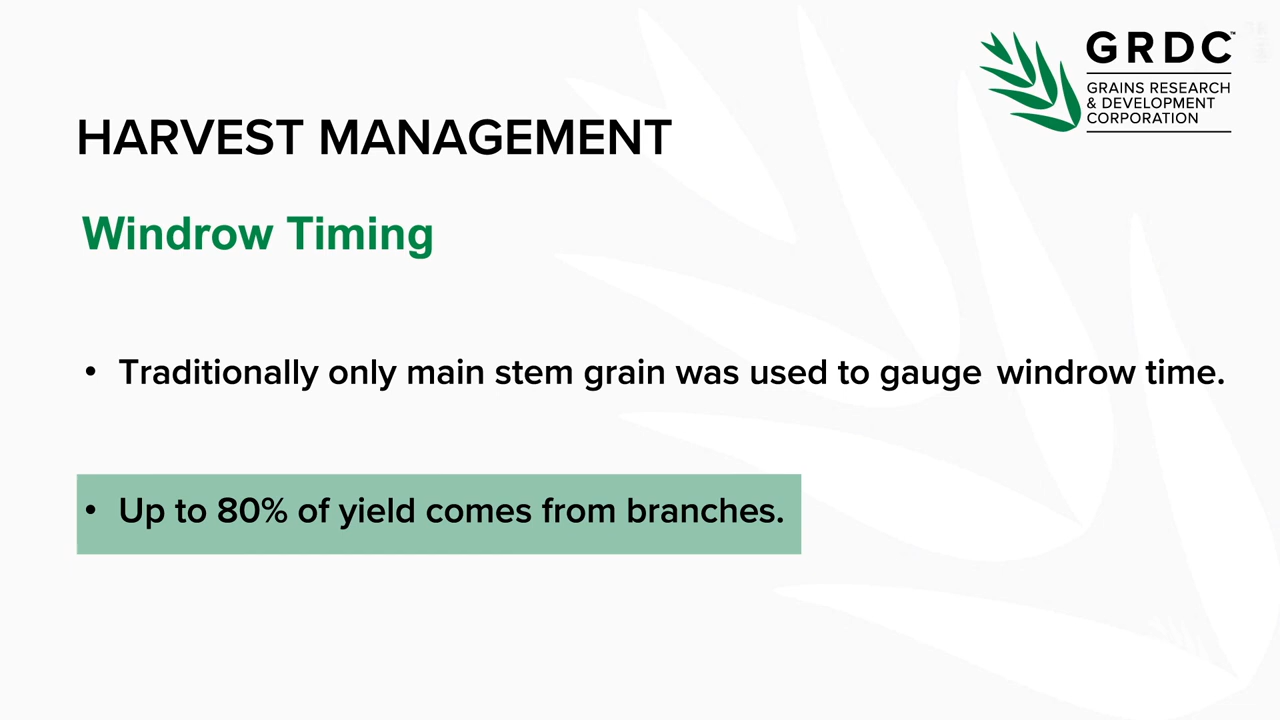 GRDC™
GRAINS RESEARCH
& DEVELOPMENT
CORPORATION
HARVEST MANAGEMENT
Windrow Timing
• Traditionally only main stem grain was used to gauge windrow time.
• Up to 80% of yield comes from branches.